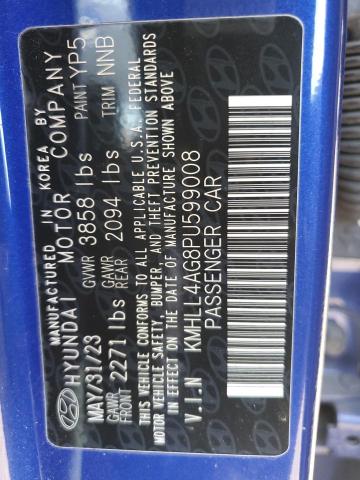 MANUFACTURED IN KOREA BY
HYUNDAI MOTOR COMPANY
MAY/31/23 GVWR 3858 lbs PAINT YP5
GAWR FRONT 2271 lbs GAWR REAR 2094 lbs TRIM NNB
THIS VEHICLE CONFORMS TO ALL APPLICABLE U.S.A. FEDERAL
MOTOR VEHICLE SAFETY, BUMPER, AND THEFT PREVENTION STANDARDS
IN EFFECT ON THE DATE OF MANUFACTURE SHOWN ABOVE
V.I.N KMHLL4AG8PU599008
PASSENGER CAR